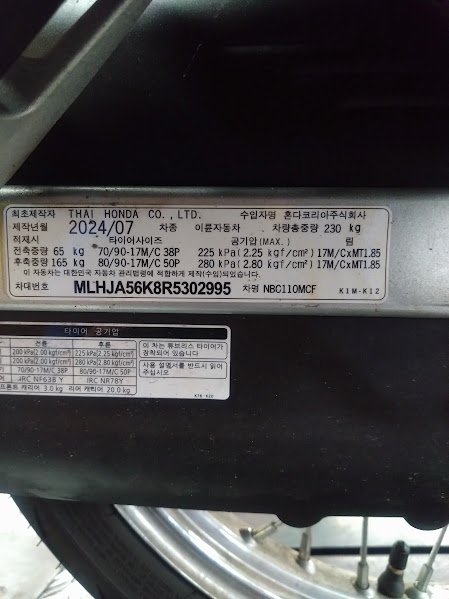 최초제작자 THAI HONDA CO.,LTD. 수입자명 혼다코리아주식회사
제작년월 2024/07 차종 이륜자동차 차량총중량 230 kg
적재시 타이어사이즈 공기압(MAX.) 림
전축중량 65 kg 70/90-17M/C 38P 225 kPa(2.25 kgf/cm²) 17M/CxMT1.85
후축중량 165 kg 80/90-17M/C 50P 280 kPa(2.80 kgf/cm²) 17M/CxMT1.85
이 자동차는 대한민국 자동차 관리법령에 적합하게 제작(수입)되었습니다.
차대번호 MLHJA56K8R5302995 차명 NBC110MCF K1M-K12
타이어 공기압
전륜 후륜
200 kPa(2.00 kgf/cm²) 225 kPa(2.25 kgf/cm²)
200 kPa(2.00 kgf/cm²) 280 kPa(2.80 kgf/cm²)
70/90-17M/C 38P 80/90-17M/C 50P
IRC NF63B Y IRC NR78Y
프론트 캐리어 3.0 kg 리어 캐리어 20.0 kg
이 차는 튜브리스 타이어가
장착되어 있습니다
사용 설명서를 반드시 읽어
주십시오